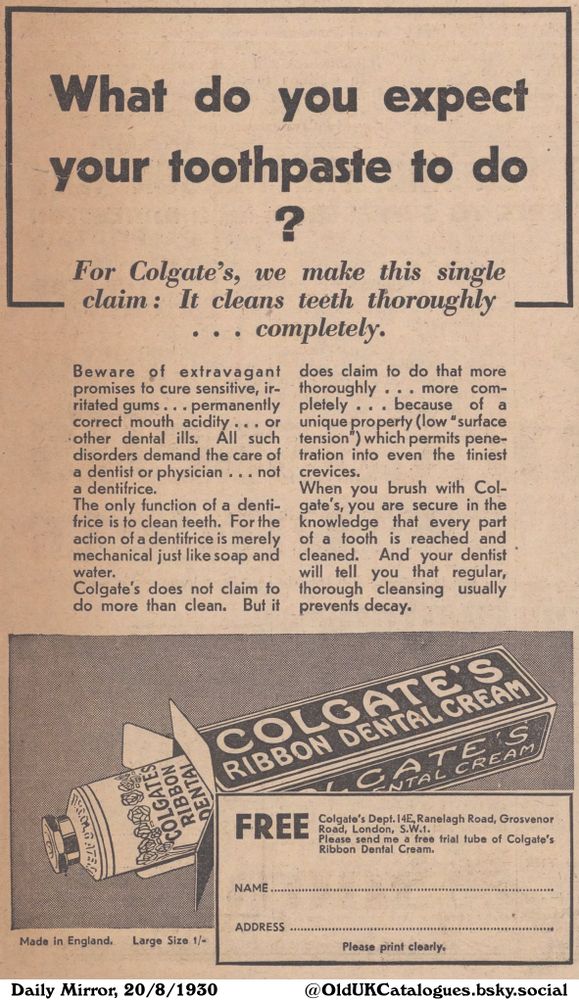 What do you expect
your toothpaste to do
?
For Colgate's, we make this single
claim: It cleans teeth thoroughly
. . . completely.
Beware of extravagant
promises to cure sensitive, ir-
ritated gums . . . permanently
correct mouth acidity . . . or
other dental ills. All such
disorders demand the care of
a dentist or physician . . . not
a dentifrice.
The only function of a denti-
frice is to clean teeth. For the
action of a dentifrice is merely
mechanical just like soap and
water.
Colgate's does not claim to
do more than clean. But it
does claim to do that more
thoroughly . . . more com-
pletely . . . because of a
unique property (low "surface
tension") which permits pene-
tration into even the tiniest
crevices.
When you brush with Col-
gate's, you are secure in the
knowledge that every part
of a tooth is reached and
cleaned. And your dentist
will tell you that regular,
thorough cleansing usually
prevents decay.
COLGATE'S
RIBBON DENTAL CREAM
LGATE'S
NTAL CREAM
COLGATE'S
RIBBON
DENTAL
FREE
Colgate's Dept. 14E, Ranelagh Road, Grosvenor
Road, London, S.W.1.
Please send me a free trial tube of Colgate's
Ribbon Dental Cream.
NAME
ADDRESS
Please print clearly.
Made in England. Large Size 1/-
Daily Mirror, 20/8/1930 @OldUKCatalogues.bsky.social